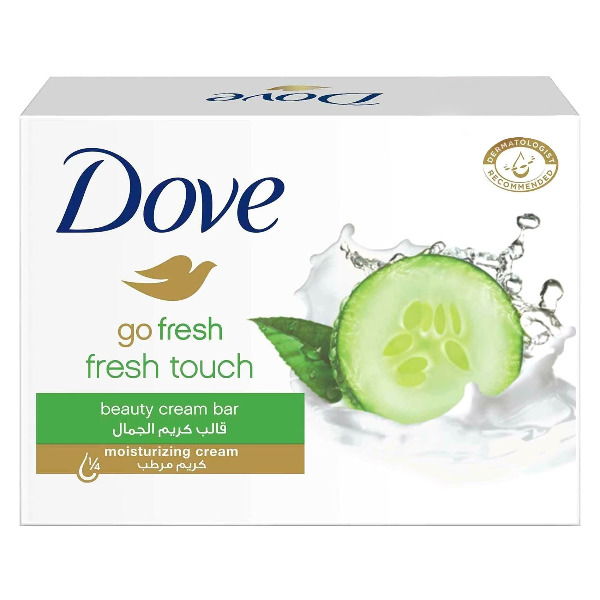 Dove
Dove
DERMATOLOGIST
RECOMMENDED
go fresh
fresh touch
beauty cream bar
قالب كريم الجمال
1/4 moisturizing cream
كريم مرطب